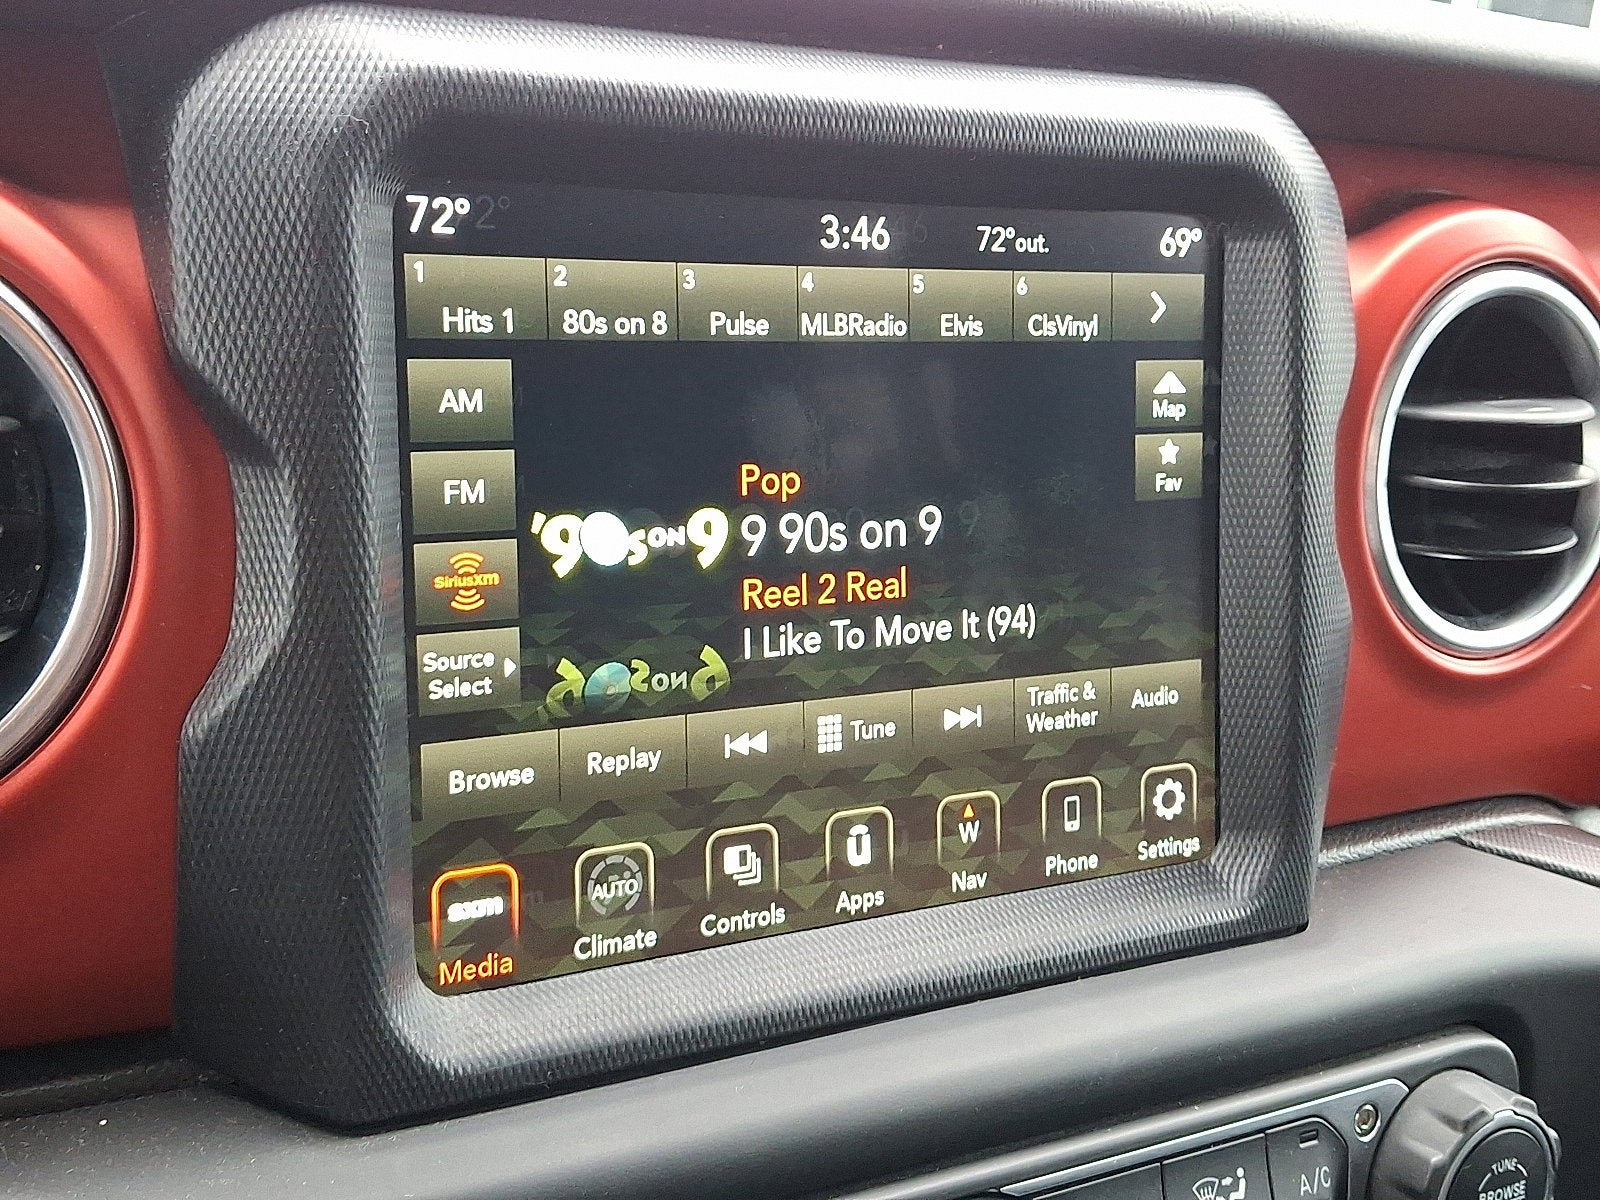 72° 3:46 72°out. 69°
1 2 3 4 5 6
Hits 1 80s on 8 Pulse MLBRadio Elvis ClsVinyl
AM
Map
FM
Fav
Pop
'90s ON 9 9 90s on 9
SiriusXM
Reel 2 Real
I Like To Move It (94)
Source
Select
Browse Replay Tune Traffic &
Weather Audio
sxm AUTO W
Media Climate Controls Apps Nav Phone Settings
A/C
TUNE
BROWSE